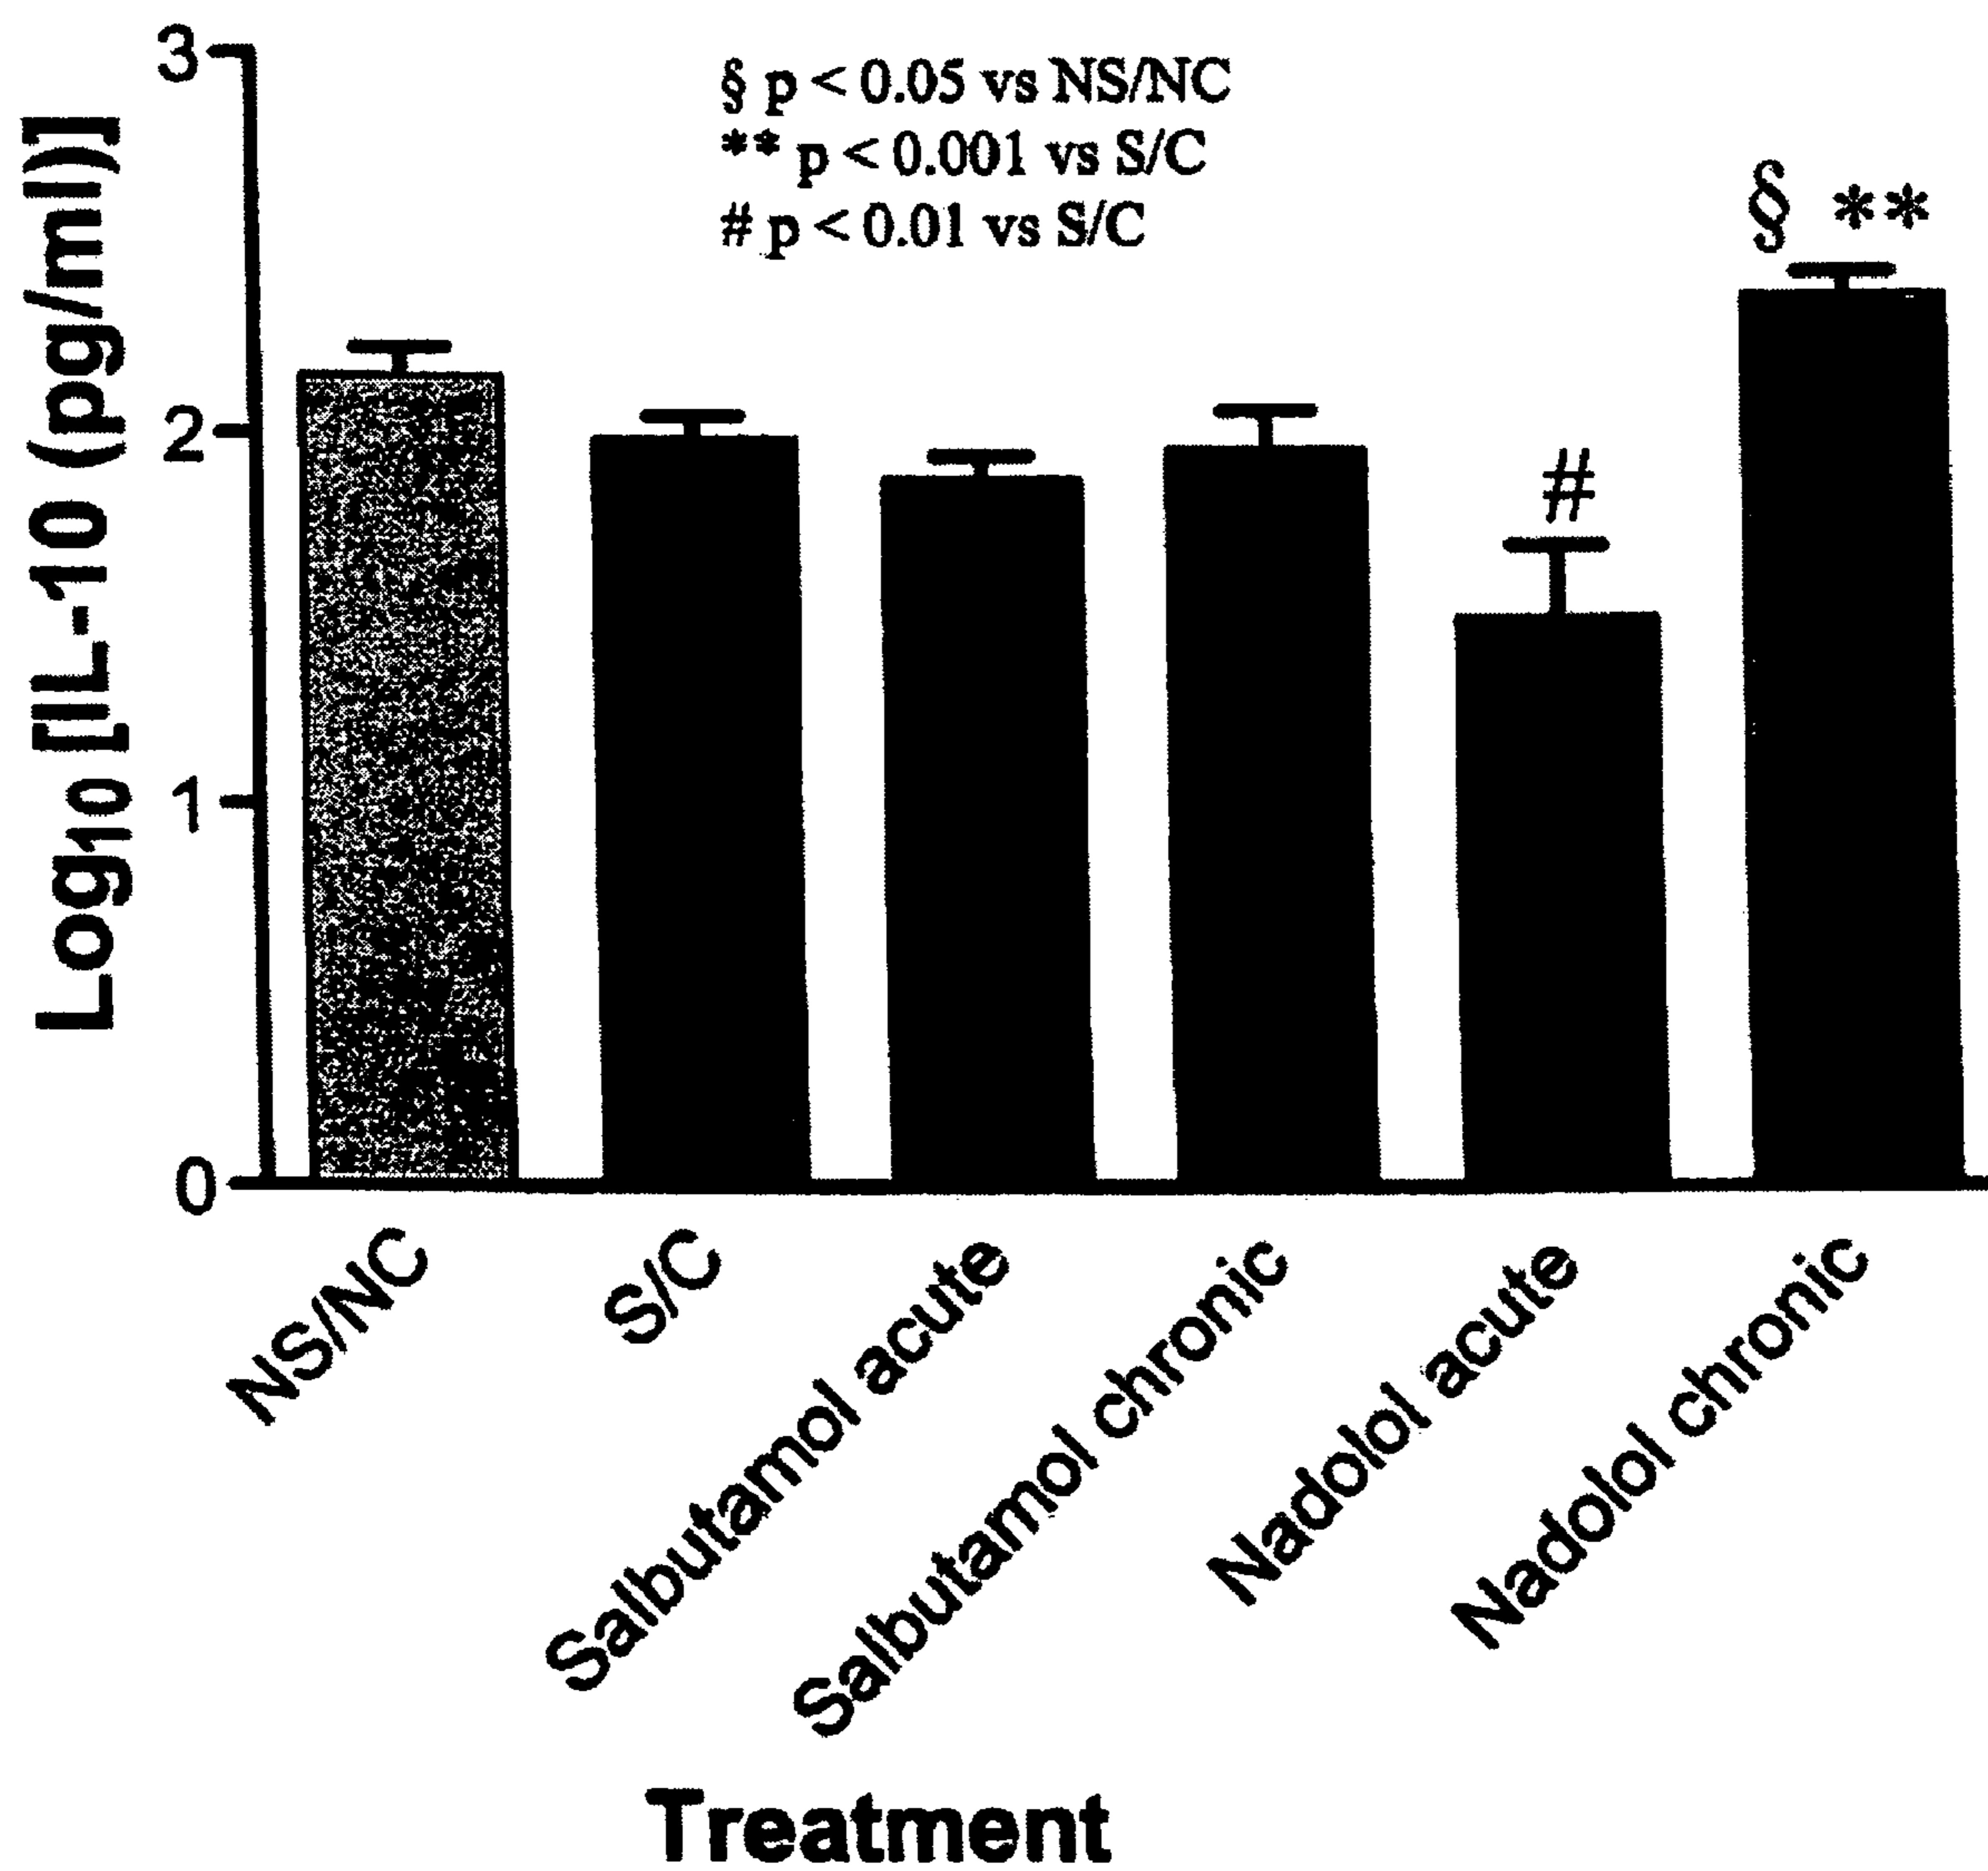 § p < 0.05 vs NS/NC
** p < 0.001 vs S/C
# p < 0.01 vs S/C
Log10 [IL-10 (pg/ml)]
3
2
1
0
#
§ **
NS/NC
S/C
Salbutamol acute
Salbutamol chronic
Nadolol acute
Nadolol chronic
Treatment